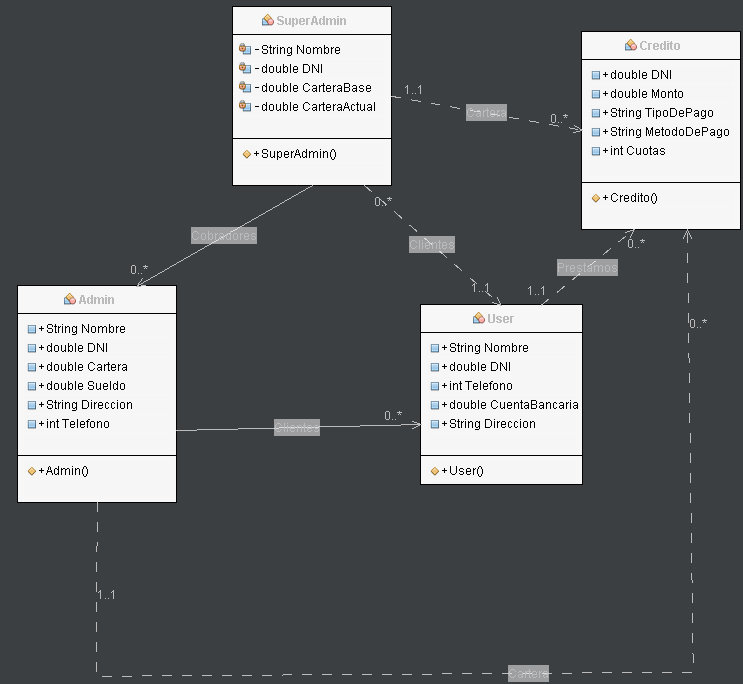 SuperAdmin
-String Nombre
-double DNI
-double CarteraBase
-double CarteraActual
+SuperAdmin()
Credito
+double DNI
+double Monto
+String TipoDePago
+String MetodoDePago
+int Cuotas
+Credito()
1..1
Cartera
0..*
Cobradores
0..*
0..*
Clientes
1..1
Prestamos
1..1
0..*
Admin
+String Nombre
+double DNI
+double Cartera
+double Sueldo
+String Direccion
+int Telefono
+Admin()
User
+String Nombre
+double DNI
+int Telefono
+double CuentaBancaria
+String Direccion
+User()
Clientes
0..*
0..*
1..1
Cartera